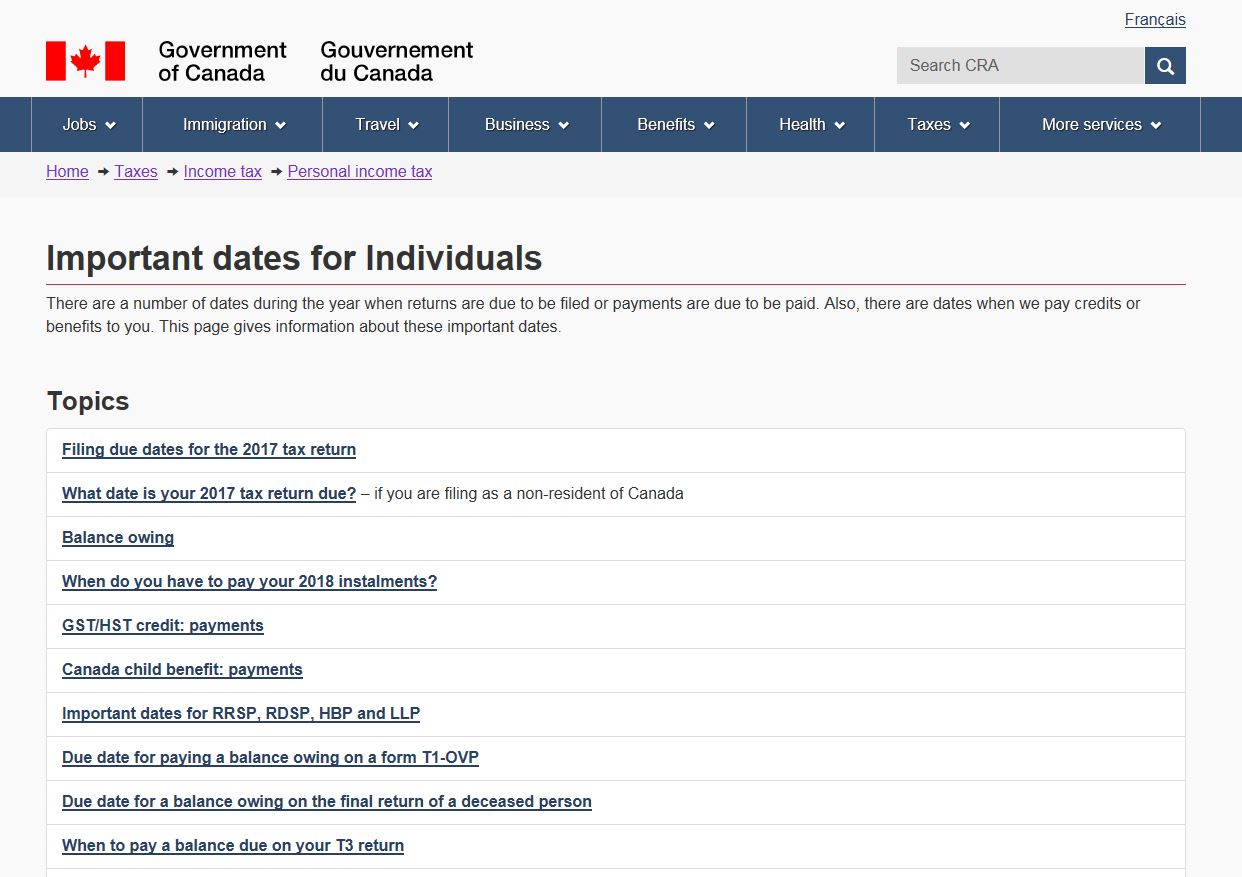 Français
Government of Canada
Gouvernement du Canada
Search CRA
Jobs Immigration Travel Business Benefits Health Taxes More services
Home Taxes Income tax Personal income tax
Important dates for Individuals
There are a number of dates during the year when returns are due to be filed or payments are due to be paid. Also, there are dates when we pay credits or
benefits to you. This page gives information about these important dates.
Topics
Filing due dates for the 2017 tax return
What date is your 2017 tax return due? – if you are filing as a non-resident of Canada
Balance owing
When do you have to pay your 2018 instalments?
GST/HST credit: payments
Canada child benefit: payments
Important dates for RRSP, RDSP, HBP and LLP
Due date for paying a balance owing on a form T1-OVP
Due date for a balance owing on the final return of a deceased person
When to pay a balance due on your T3 return